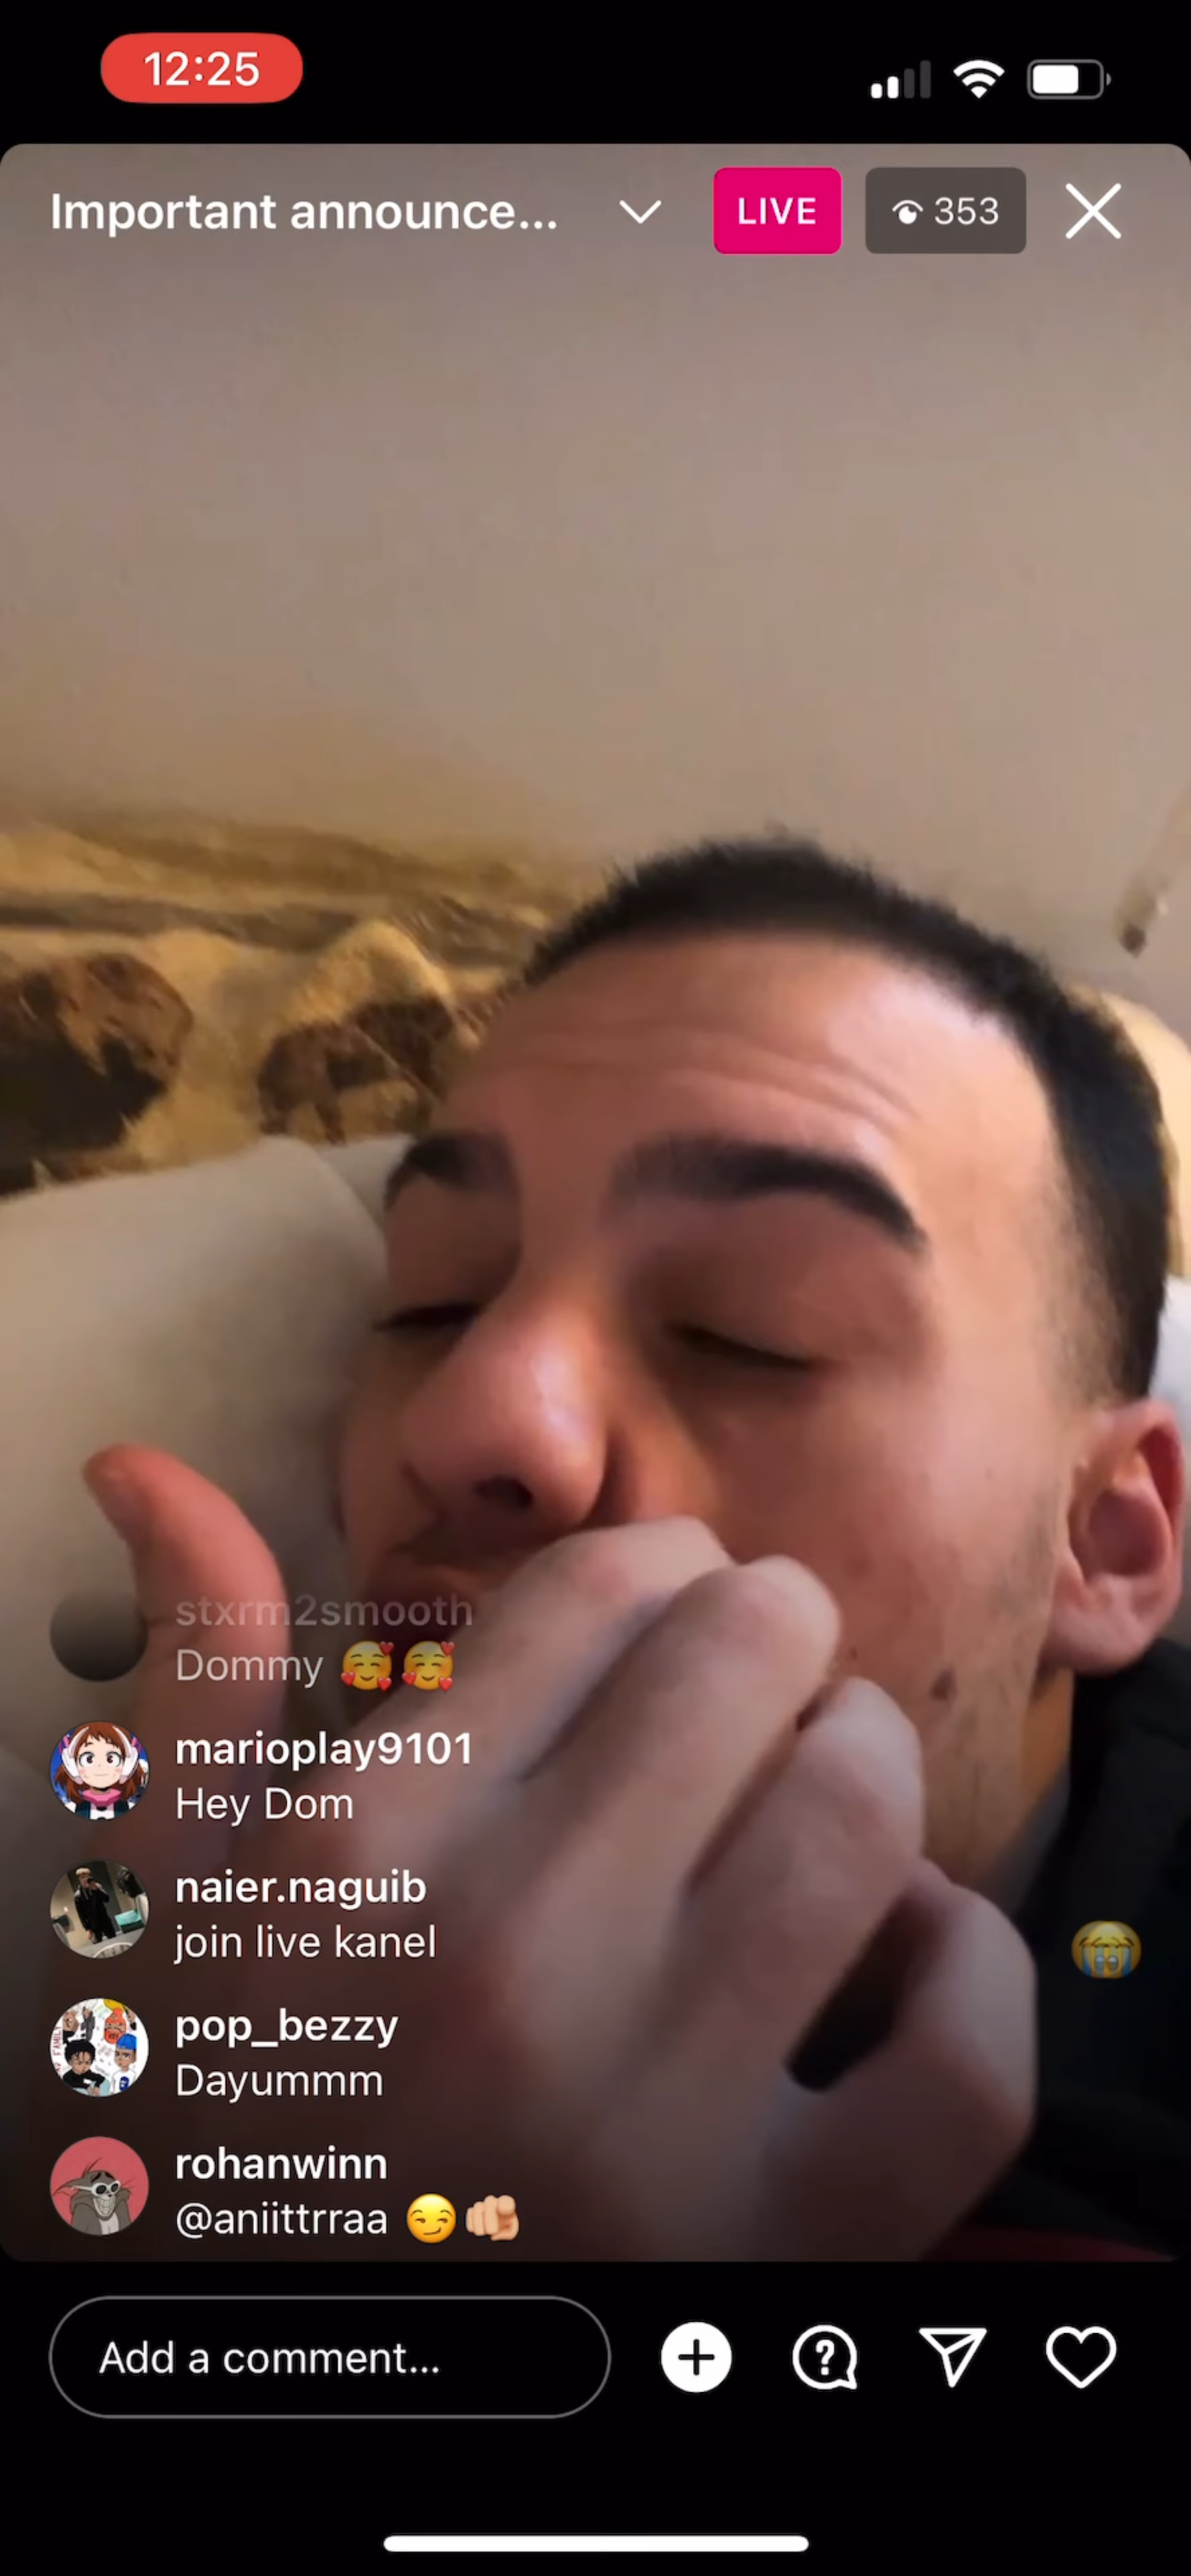 12:25
Important announce...
LIVE
353
stxrm2smooth
Dommy 🥰🥰
marioplay9101
Hey Dom
naier.naguib
join live kanel
pop_bezzy
Dayummm
rohanwinn
@aniittrraa 😏🫵🏼
Add a comment...